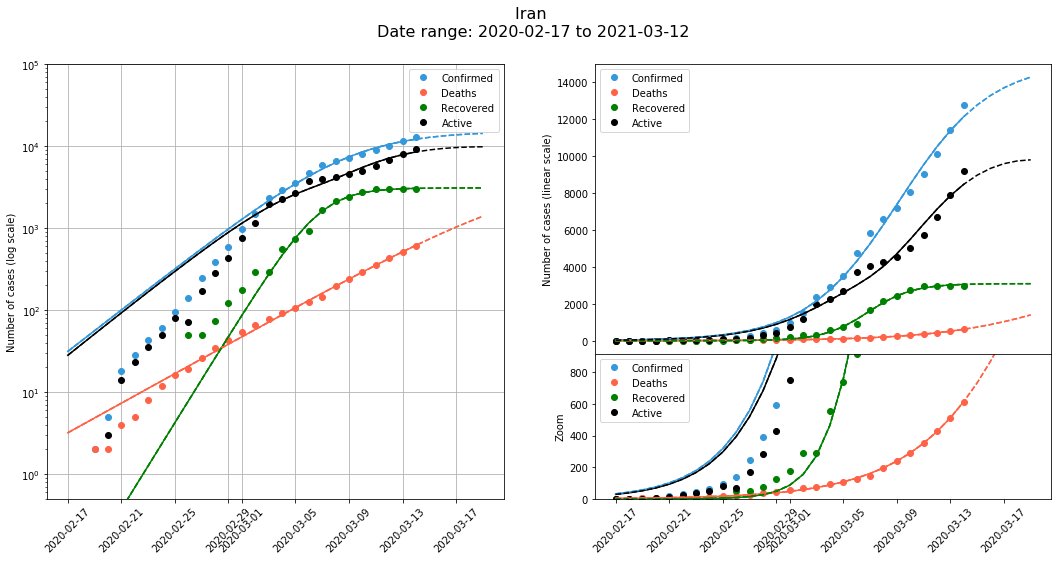 Iran
Date range: 2020-02-17 to 2021-03-12
Number of cases (log scale)
10^5
10^4
10^3
10^2
10^1
10^0
Confirmed
Deaths
Recovered
Active
2020-02-17
2020-02-21
2020-02-25
2020-02-29
2020-03-01
2020-03-05
2020-03-09
2020-03-13
2020-03-17
Number of cases (linear scale)
14000
12000
10000
8000
6000
4000
2000
0
Confirmed
Deaths
Recovered
Active
Zoom
800
600
400
200
0
Confirmed
Deaths
Recovered
Active
2020-02-17
2020-02-21
2020-02-25
2020-02-29
2020-03-01
2020-03-05
2020-03-09
2020-03-13
2020-03-17